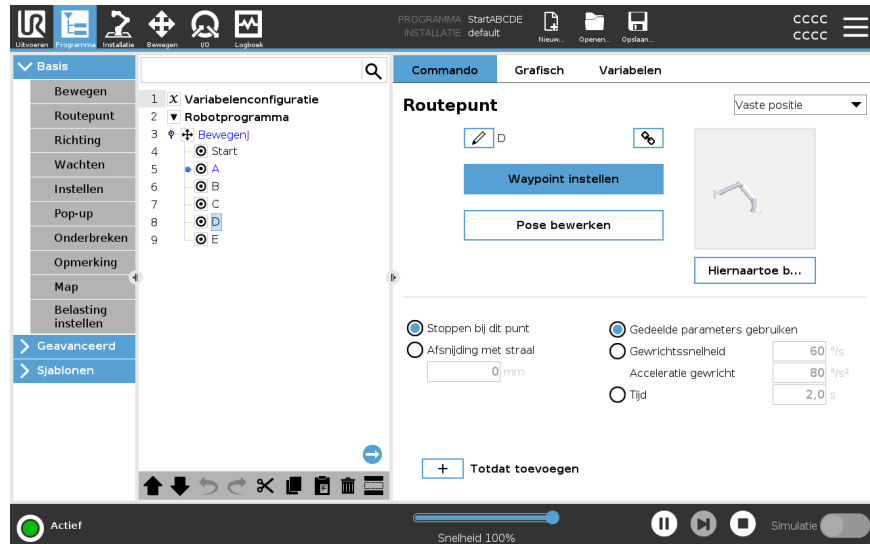 UR
PROGRAMMA StartABCDE
INSTALLATIE default
CCCC
CCCC
Uitvoeren Programma Installatie Bewegen I/O Logboek Nieuw... Openen... Opslaan...
Basis
Bewegen
Routepunt
Richting
Wachten
Instellen
Pop-up
Onderbreken
Opmerking
Map
Belasting
instellen
Geavanceerd
Sjablonen
1 X Variabelenconfiguratie
2 Robotprogramma
3 BewegenJ
4 Start
5 A
6 B
7 C
8 D
9 E
Commando Grafisch Variabelen
Routepunt
Vaste positie
D
Waypoint instellen
Pose bewerken
Hiernaartoe b...
Stoppen bij dit punt
Afsnijding met straal
0 mm
Gedeelde parameters gebruiken
Gewrichtssnelheid 60 °/s
Acceleratie gewricht 80 °/s²
Tijd 2,0 s
+ Totdat toevoegen
Actief
Snelheid 100%
Simulatie